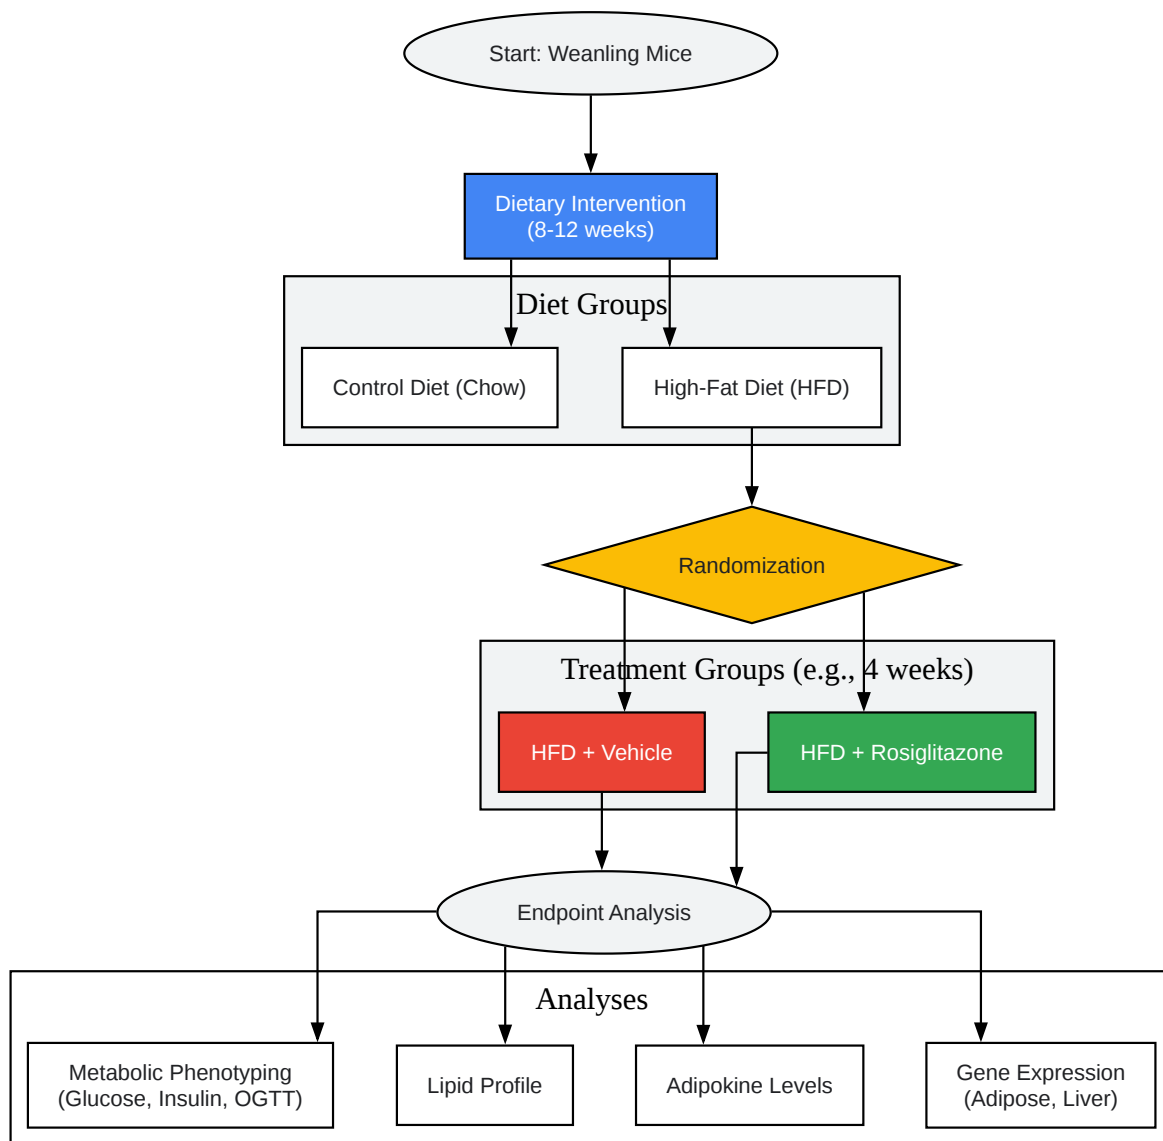 Start: Weanling Mice
Dietary Intervention
(8-12 weeks)
Diet Groups
Control Diet (Chow)
High-Fat Diet (HFD)
Randomization
Treatment Groups (e.g., 4 weeks)
HFD + Vehicle
HFD + Rosiglitazone
Endpoint Analysis
Analyses
Metabolic Phenotyping
(Glucose, Insulin, OGTT)
Lipid Profile
Adipokine Levels
Gene Expression
(Adipose, Liver)